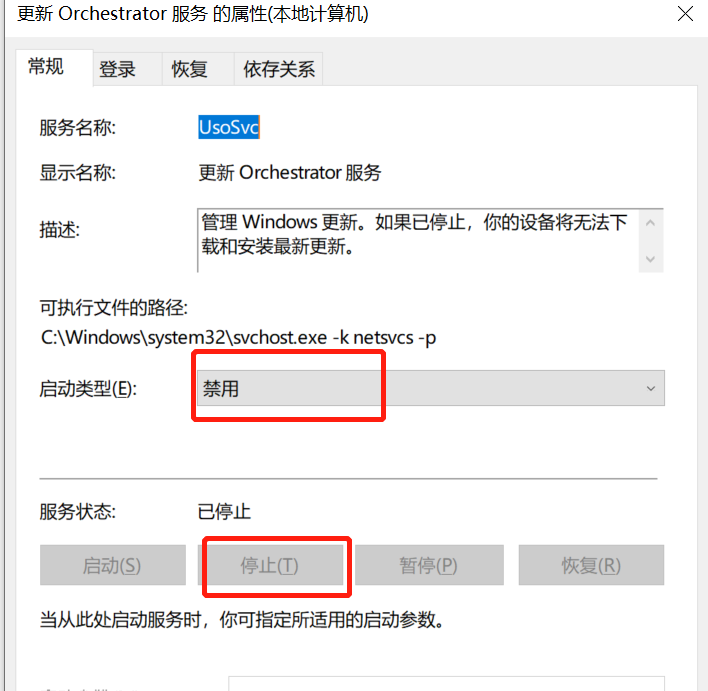 更新 Orchestrator 服务 的属性(本地计算机)
常规 登录 恢复 依存关系
服务名称: UsoSvc
显示名称: 更新 Orchestrator 服务
描述: 管理 Windows 更新。如果已停止，你的设备将无法下
载和安装最新更新。
可执行文件的路径:
C:\Windows\system32\svchost.exe -k netsvcs -p
启动类型(E): 禁用
服务状态: 已停止
启动(S) 停止(T) 暂停(P) 恢复(R)
当从此处启动服务时，你可指定所适用的启动参数。